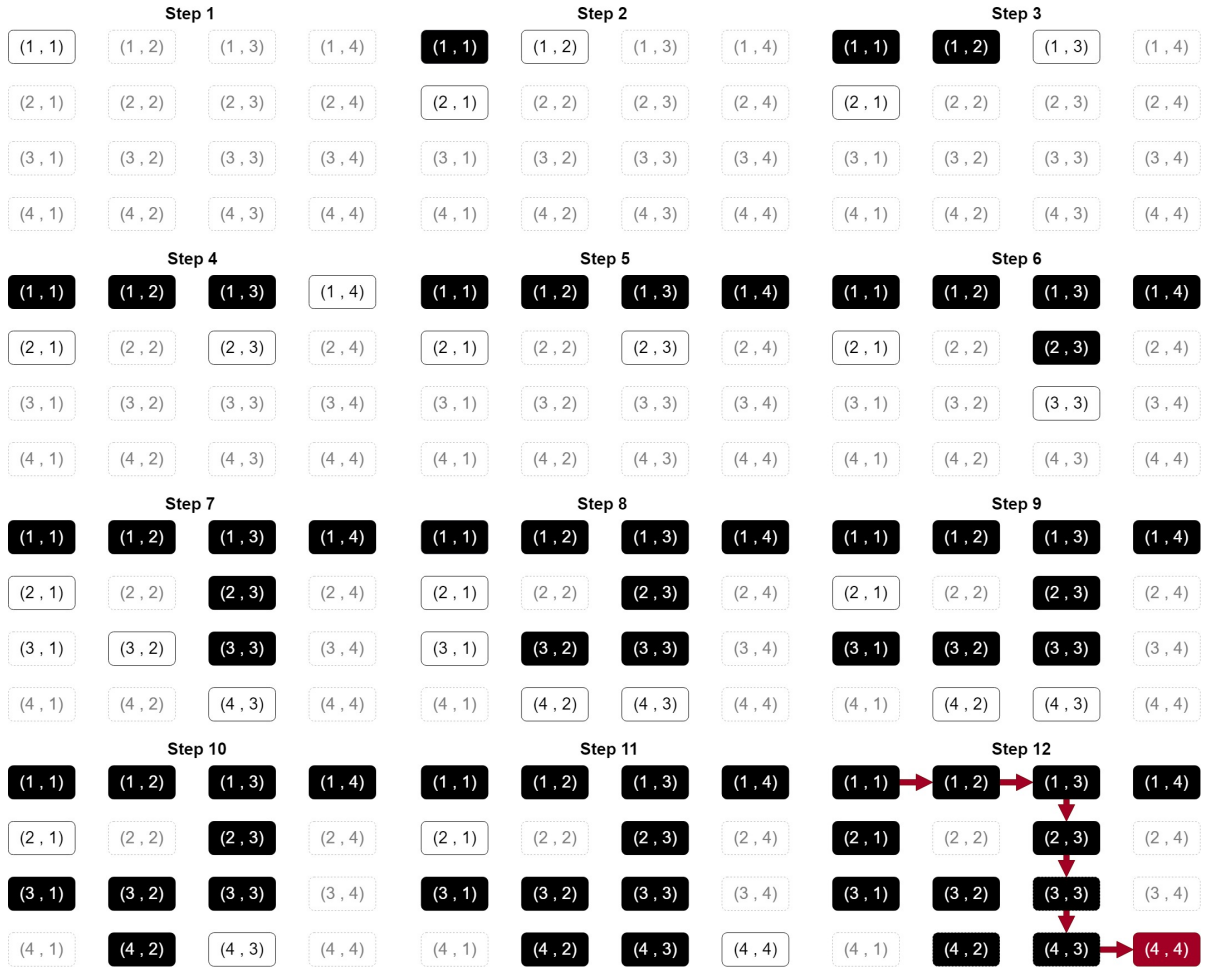 Step 1 Step 2 Step 3
(1 , 1) (1 , 2) (1 , 3) (1 , 4) (1 , 1) (1 , 2) (1 , 3) (1 , 4) (1 , 1) (1 , 2) (1 , 3) (1 , 4)
(2 , 1) (2 , 2) (2 , 3) (2 , 4) (2 , 1) (2 , 2) (2 , 3) (2 , 4) (2 , 1) (2 , 2) (2 , 3) (2 , 4)
(3 , 1) (3 , 2) (3 , 3) (3 , 4) (3 , 1) (3 , 2) (3 , 3) (3 , 4) (3 , 1) (3 , 2) (3 , 3) (3 , 4)
(4 , 1) (4 , 2) (4 , 3) (4 , 4) (4 , 1) (4 , 2) (4 , 3) (4 , 4) (4 , 1) (4 , 2) (4 , 3) (4 , 4)
Step 4 Step 5 Step 6
(1 , 1) (1 , 2) (1 , 3) (1 , 4) (1 , 1) (1 , 2) (1 , 3) (1 , 4) (1 , 1) (1 , 2) (1 , 3) (1 , 4)
(2 , 1) (2 , 2) (2 , 3) (2 , 4) (2 , 1) (2 , 2) (2 , 3) (2 , 4) (2 , 1) (2 , 2) (2 , 3) (2 , 4)
(3 , 1) (3 , 2) (3 , 3) (3 , 4) (3 , 1) (3 , 2) (3 , 3) (3 , 4) (3 , 1) (3 , 2) (3 , 3) (3 , 4)
(4 , 1) (4 , 2) (4 , 3) (4 , 4) (4 , 1) (4 , 2) (4 , 3) (4 , 4) (4 , 1) (4 , 2) (4 , 3) (4 , 4)
Step 7 Step 8 Step 9
(1 , 1) (1 , 2) (1 , 3) (1 , 4) (1 , 1) (1 , 2) (1 , 3) (1 , 4) (1 , 1) (1 , 2) (1 , 3) (1 , 4)
(2 , 1) (2 , 2) (2 , 3) (2 , 4) (2 , 1) (2 , 2) (2 , 3) (2 , 4) (2 , 1) (2 , 2) (2 , 3) (2 , 4)
(3 , 1) (3 , 2) (3 , 3) (3 , 4) (3 , 1) (3 , 2) (3 , 3) (3 , 4) (3 , 1) (3 , 2) (3 , 3) (3 , 4)
(4 , 1) (4 , 2) (4 , 3) (4 , 4) (4 , 1) (4 , 2) (4 , 3) (4 , 4) (4 , 1) (4 , 2) (4 , 3) (4 , 4)
Step 10 Step 11 Step 12
(1 , 1) (1 , 2) (1 , 3) (1 , 4) (1 , 1) (1 , 2) (1 , 3) (1 , 4) (1 , 1) (1 , 2) (1 , 3) (1 , 4)
(2 , 1) (2 , 2) (2 , 3) (2 , 4) (2 , 1) (2 , 2) (2 , 3) (2 , 4) (2 , 1) (2 , 2) (2 , 3) (2 , 4)
(3 , 1) (3 , 2) (3 , 3) (3 , 4) (3 , 1) (3 , 2) (3 , 3) (3 , 4) (3 , 1) (3 , 2) (3 , 3) (3 , 4)
(4 , 1) (4 , 2) (4 , 3) (4 , 4) (4 , 1) (4 , 2) (4 , 3) (4 , 4) (4 , 1) (4 , 2) (4 , 3) (4 , 4)